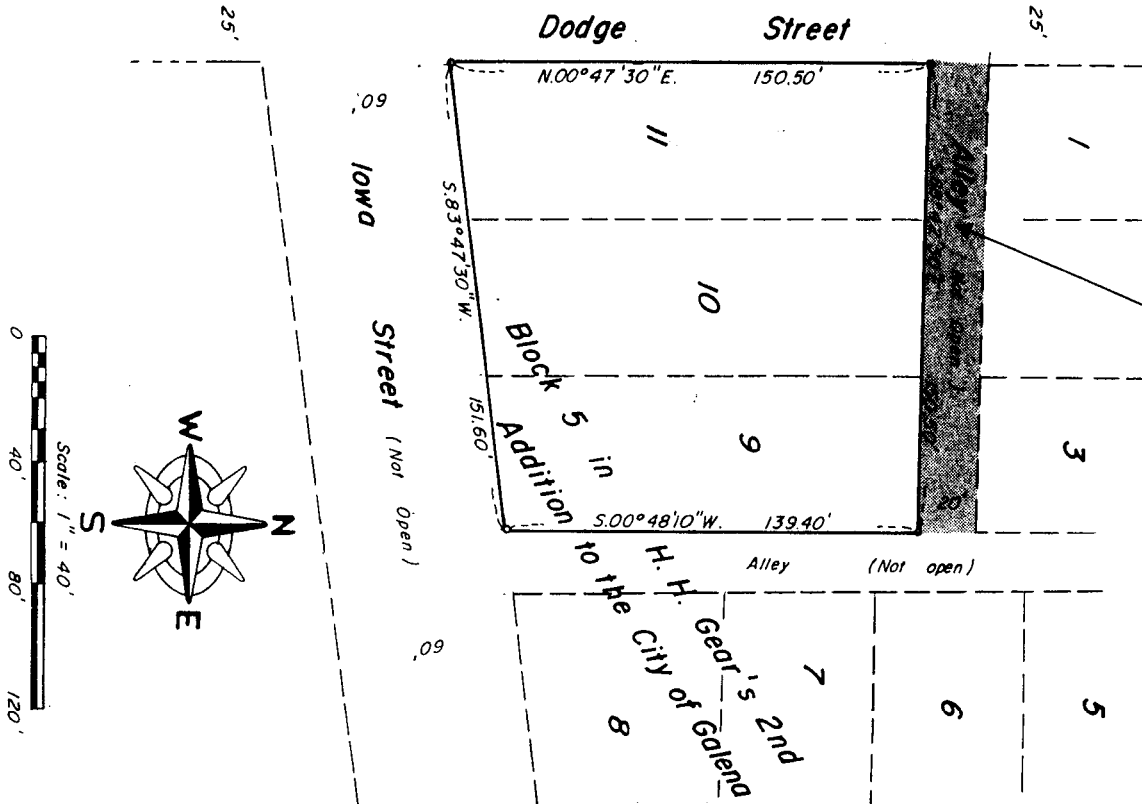 25'
Dodge Street
25'
N.00°47'30"E. 150.50'
60'
Iowa
Street (Not Open)
60'
S.83°47'30"W.
151.60'
11
10
9
Alley
20'
1
3
Block 5 in
H. H. Gear's 2nd
Addition to the City of Galena
S.00°48'10"W. 139.40'
Alley (Not open)
8
7
6
5
W
N
S
E
0 40' 80' 120'
Scale: 1" = 40'